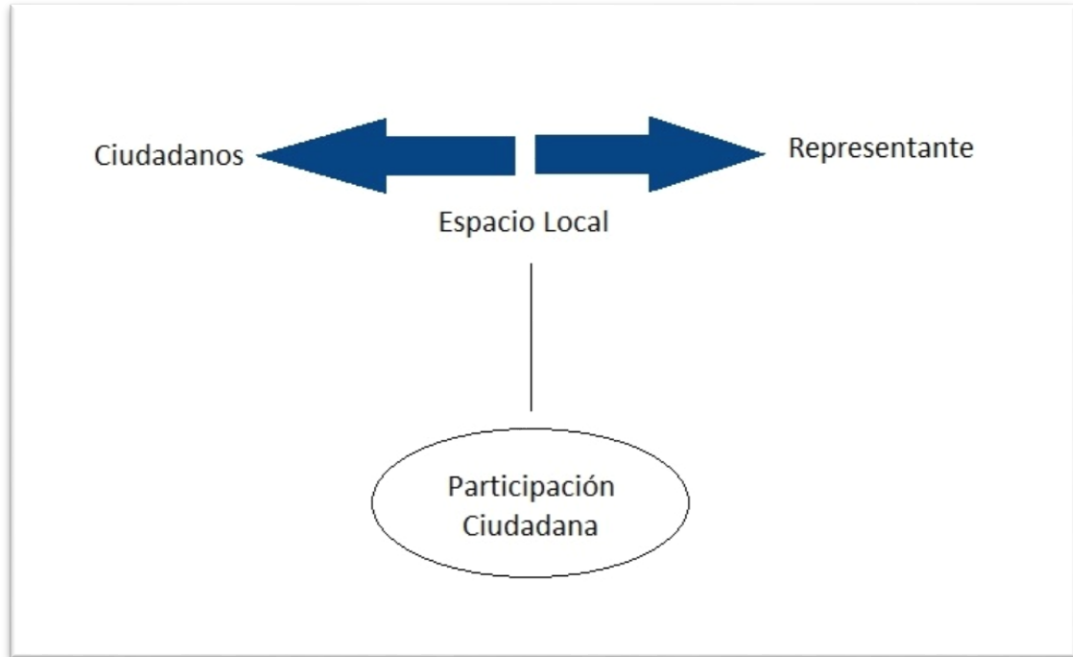 Ciudadanos
Representante
Espacio Local
Participación
Ciudadana